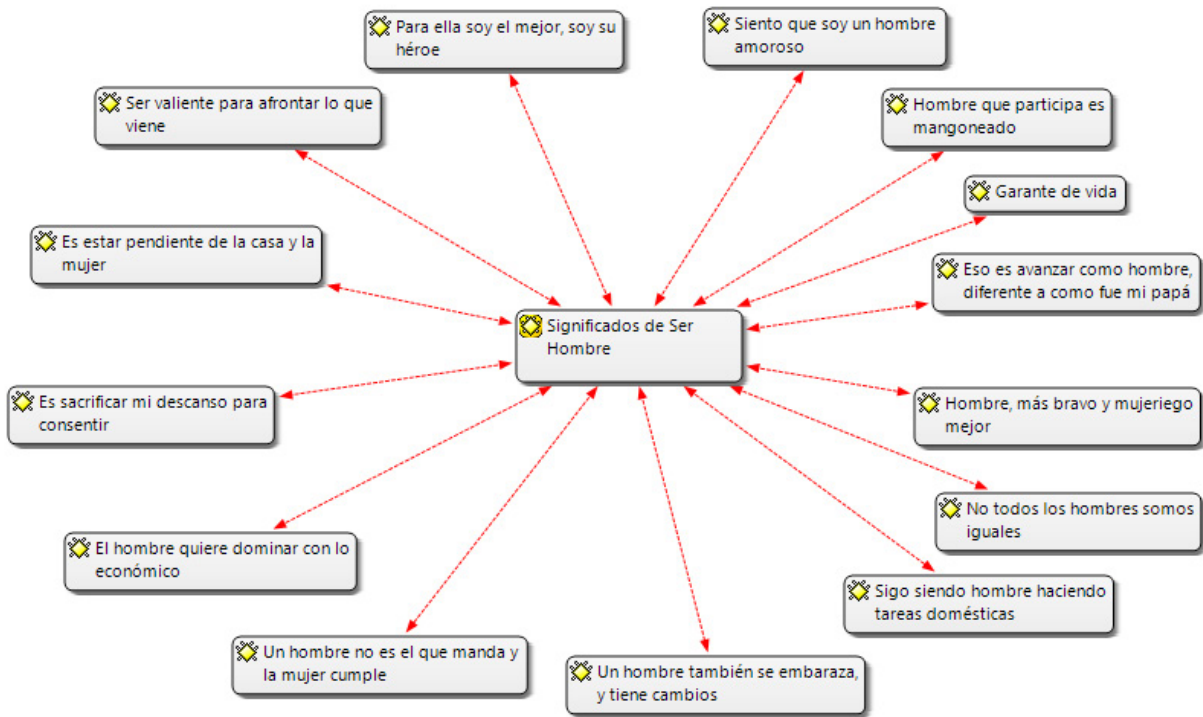 Para ella soy el mejor, soy su
héroe
Siento que soy un hombre
amoroso
Ser valiente para afrontar lo que
viene
Hombre que participa es
mangoneado
Garante de vida
Es estar pendiente de la casa y la
mujer
Eso es avanzar como hombre,
diferente a como fue mi papá
Significados de Ser
Hombre
Es sacrificar mi descanso para
consentir
Hombre, más bravo y mujeriego
mejor
No todos los hombres somos
iguales
El hombre quiere dominar con lo
económico
Sigo siendo hombre haciendo
tareas domésticas
Un hombre no es el que manda y
la mujer cumple
Un hombre también se embaraza,
y tiene cambios